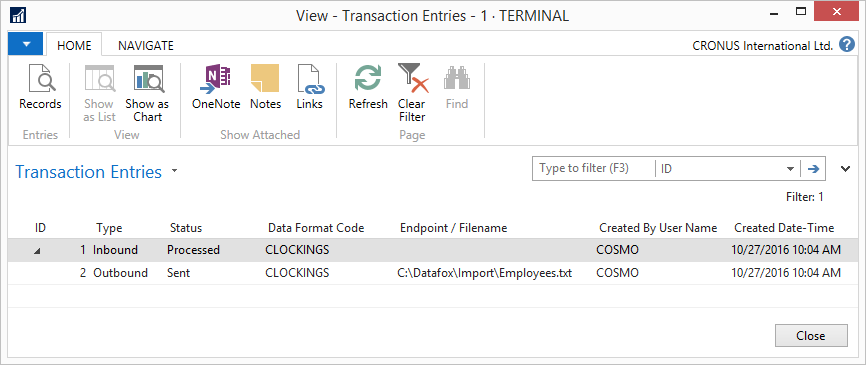 View - Transaction Entries - 1 · TERMINAL
HOME NAVIGATE CRONUS International Ltd. ?
Records Show as List Show as Chart OneNote Notes Links Refresh Clear Filter Find
Entries View Show Attached Page
Transaction Entries Type to filter (F3) ID
Filter: 1
ID Type Status Data Format Code Endpoint / Filename Created By User Name Created Date-Time
1 Inbound Processed CLOCKINGS COSMO 10/27/2016 10:04 AM
2 Outbound Sent CLOCKINGS C:\Datafox\Import\Employees.txt COSMO 10/27/2016 10:04 AM
Close